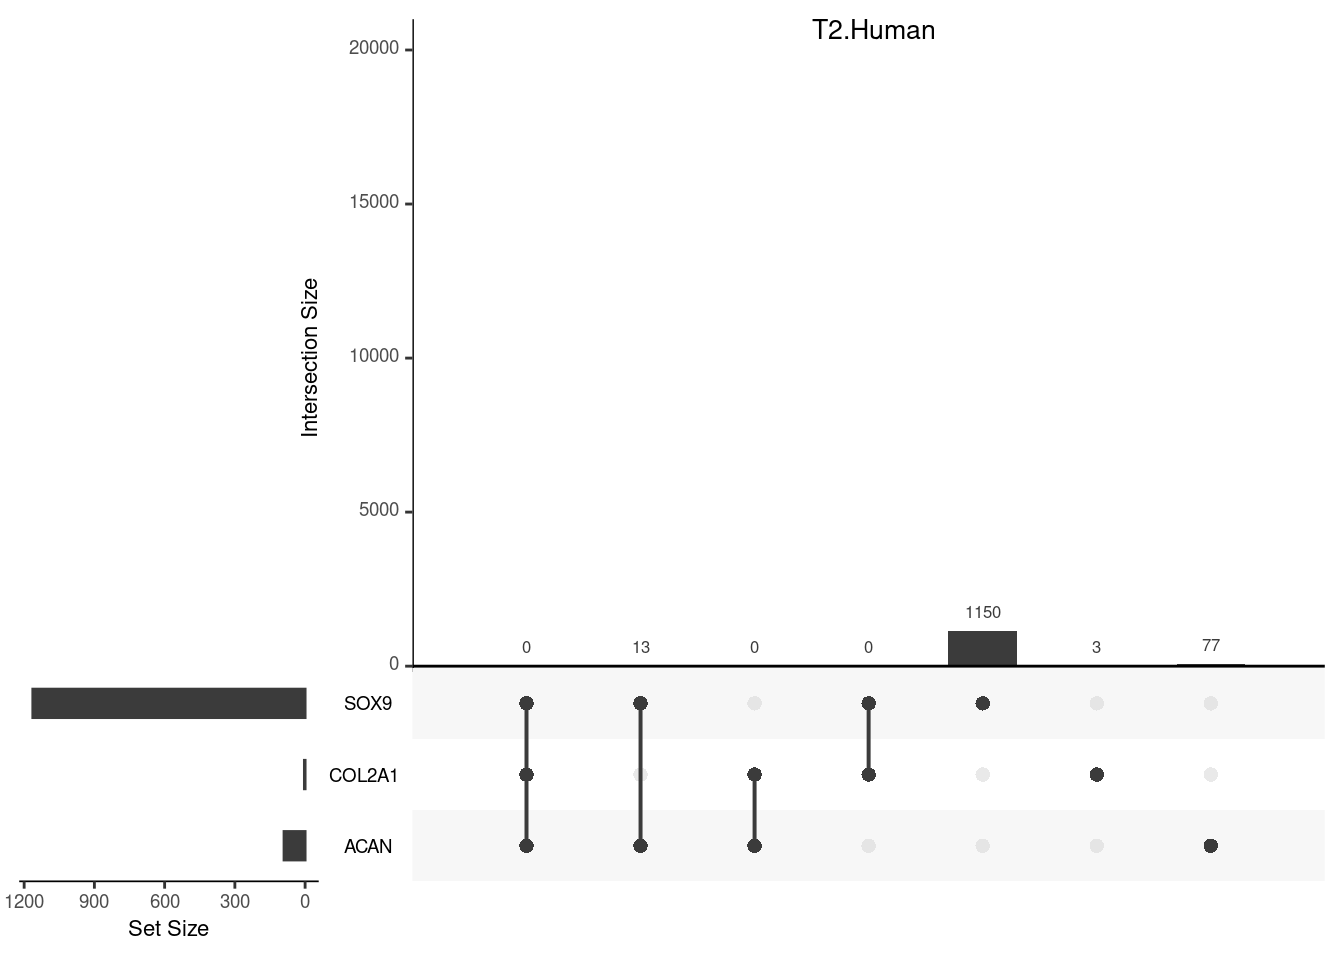 T2.Human
20000
15000
10000
5000
0
Intersection Size
0 13 0 0 1150 3 77
SOX9
COL2A1
ACAN
1200 900 600 300 0
Set Size